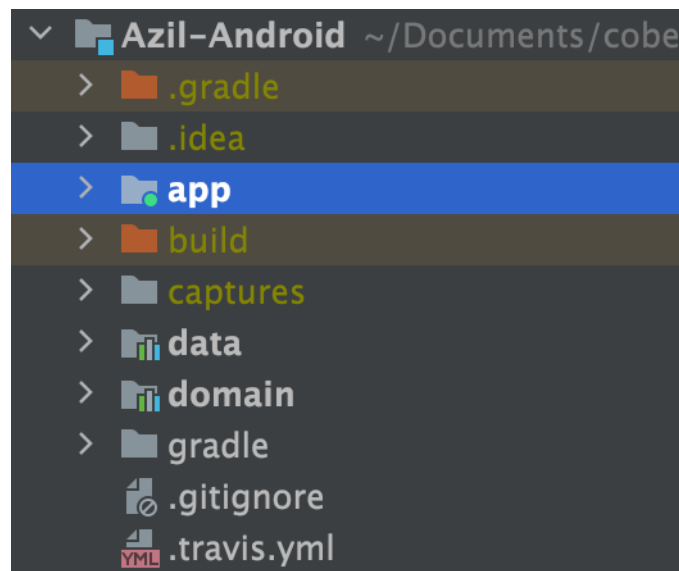 Azil-Android ~/Documents/cobe
.gradle
.idea
app
build
captures
data
domain
gradle
.gitignore
YML .travis.yml